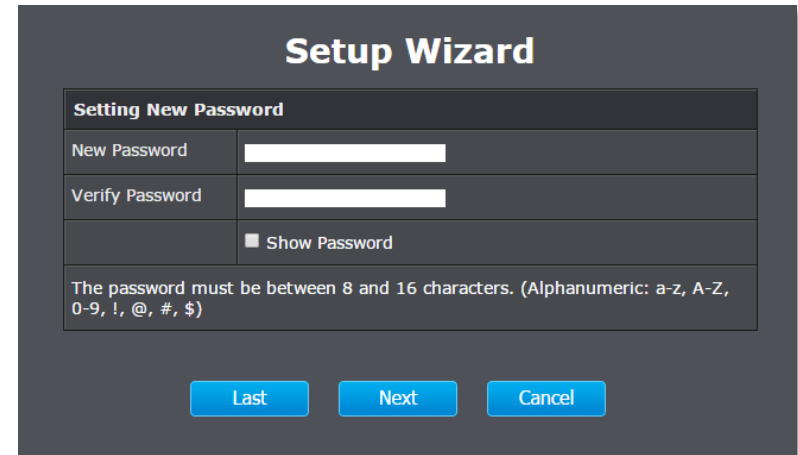 Setup Wizard
Setting New Password
New Password
Verify Password
Show Password
The password must be between 8 and 16 characters. (Alphanumeric: a-z, A-Z,
0-9, !, @, #, $)
Last Next Cancel